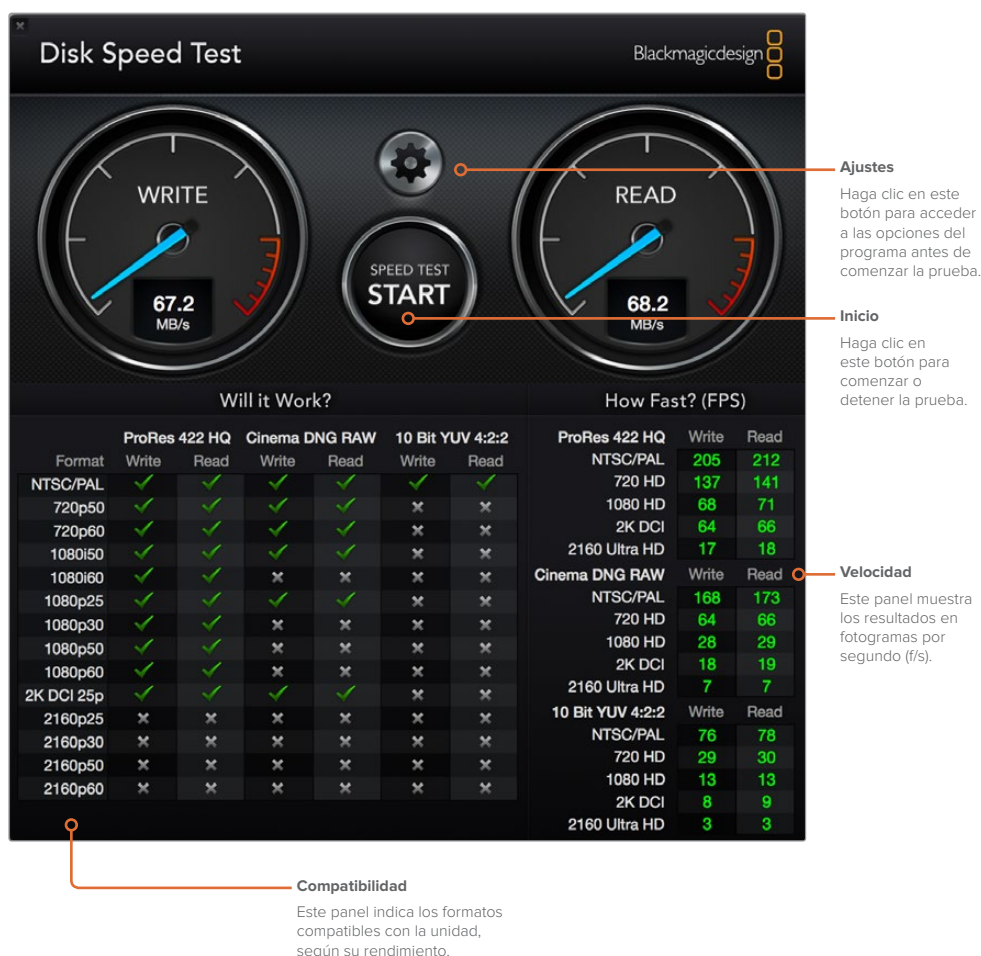 Disk Speed Test
Blackmagicdesign
WRITE
67.2
MB/s
SPEED TEST
START
READ
68.2
MB/s
Ajustes
Haga clic en este
botón para acceder
a las opciones del
programa antes de
comenzar la prueba.
Inicio
Haga clic en
este botón para
comenzar o
detener la prueba.
Will it Work?
ProRes 422 HQ Cinema DNG RAW 10 Bit YUV 4:2:2
Format Write Read Write Read Write Read
NTSC/PAL
720p50
720p60
1080i50
1080i60
1080p25
1080p30
1080p50
1080p60
2K DCI 25p
2160p25
2160p30
2160p50
2160p60
How Fast? (FPS)
ProRes 422 HQ Write Read
NTSC/PAL 205 212
720 HD 137 141
1080 HD 68 71
2K DCI 64 66
2160 Ultra HD 17 18
Cinema DNG RAW Write Read
NTSC/PAL 168 173
720 HD 64 66
1080 HD 28 29
2K DCI 18 19
2160 Ultra HD 7 7
10 Bit YUV 4:2:2 Write Read
NTSC/PAL 76 78
720 HD 29 30
1080 HD 13 13
2K DCI 8 9
2160 Ultra HD 3 3
Velocidad
Este panel muestra
los resultados en
fotogramas por
segundo (f/s).
Compatibilidad
Este panel indica los formatos
compatibles con la unidad,
según su rendimiento.